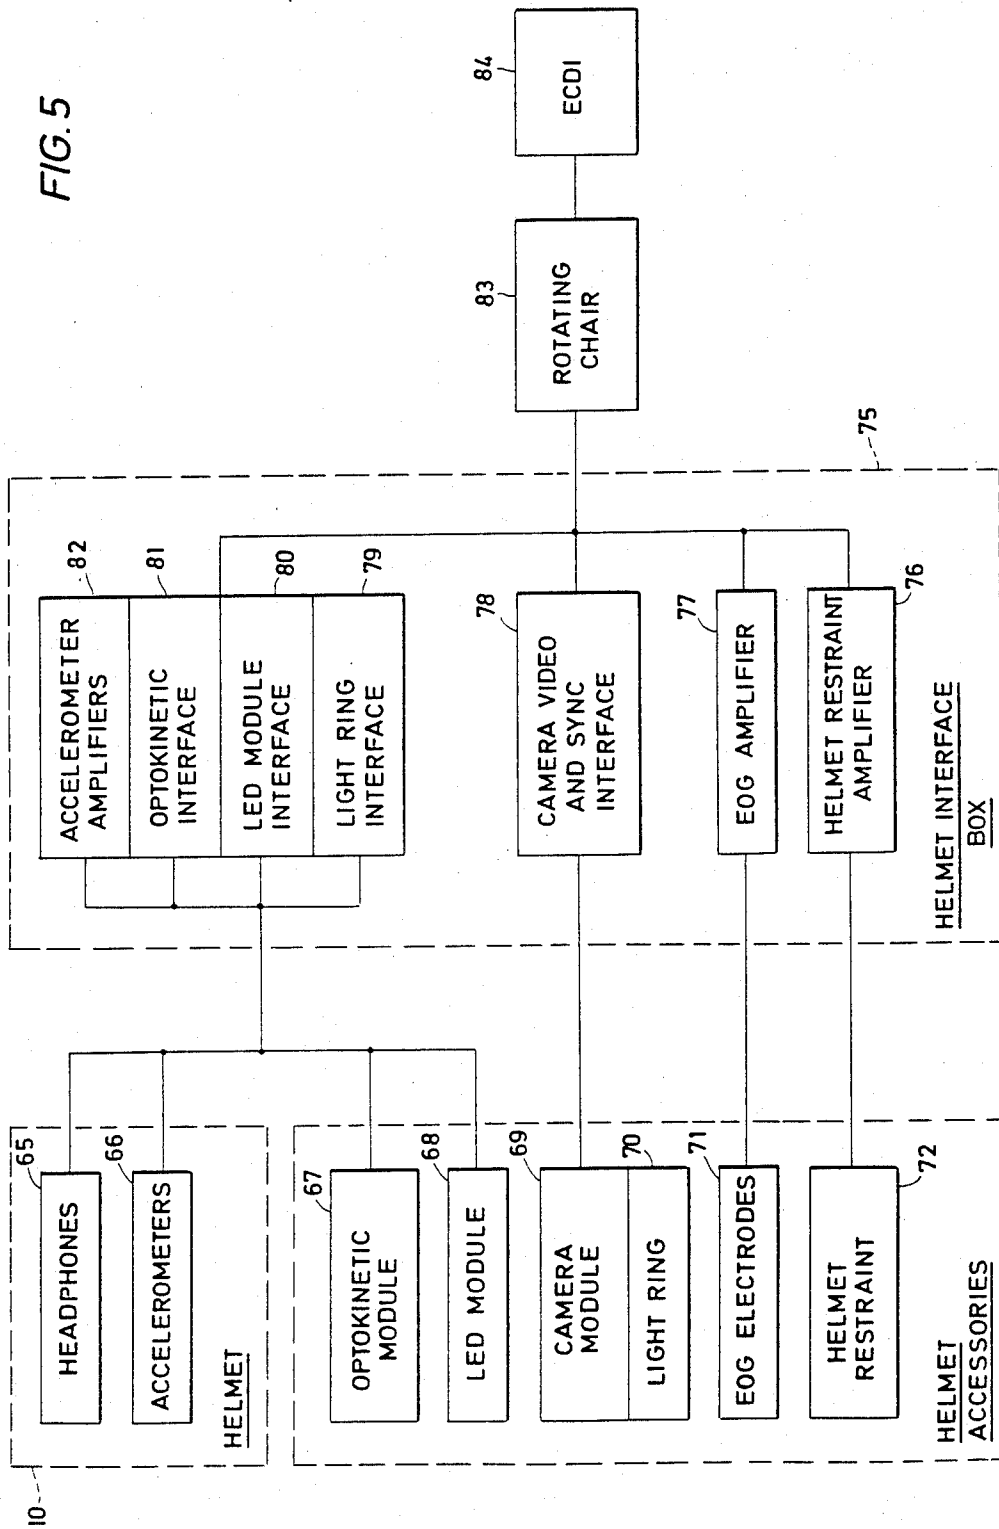 FIG. 5
10
65
HEADPHONES
66
ACCELEROMETERS
HELMET
67
OPTOKINETIC
MODULE
68
LED MODULE
69
CAMERA
MODULE
70
LIGHT RING
71
EOG ELECTRODES
72
HELMET
RESTRAINT
HELMET
ACCESSORIES
82
ACCELEROMETER
AMPLIFIERS
81
OPTOKINETIC
INTERFACE
80
LED MODULE
INTERFACE
79
LIGHT RING
INTERFACE
78
CAMERA VIDEO
AND SYNC
INTERFACE
77
EOG AMPLIFIER
76
HELMET RESTRAINT
AMPLIFIER
HELMET INTERFACE
BOX
75
83
ROTATING
CHAIR
84
ECDI